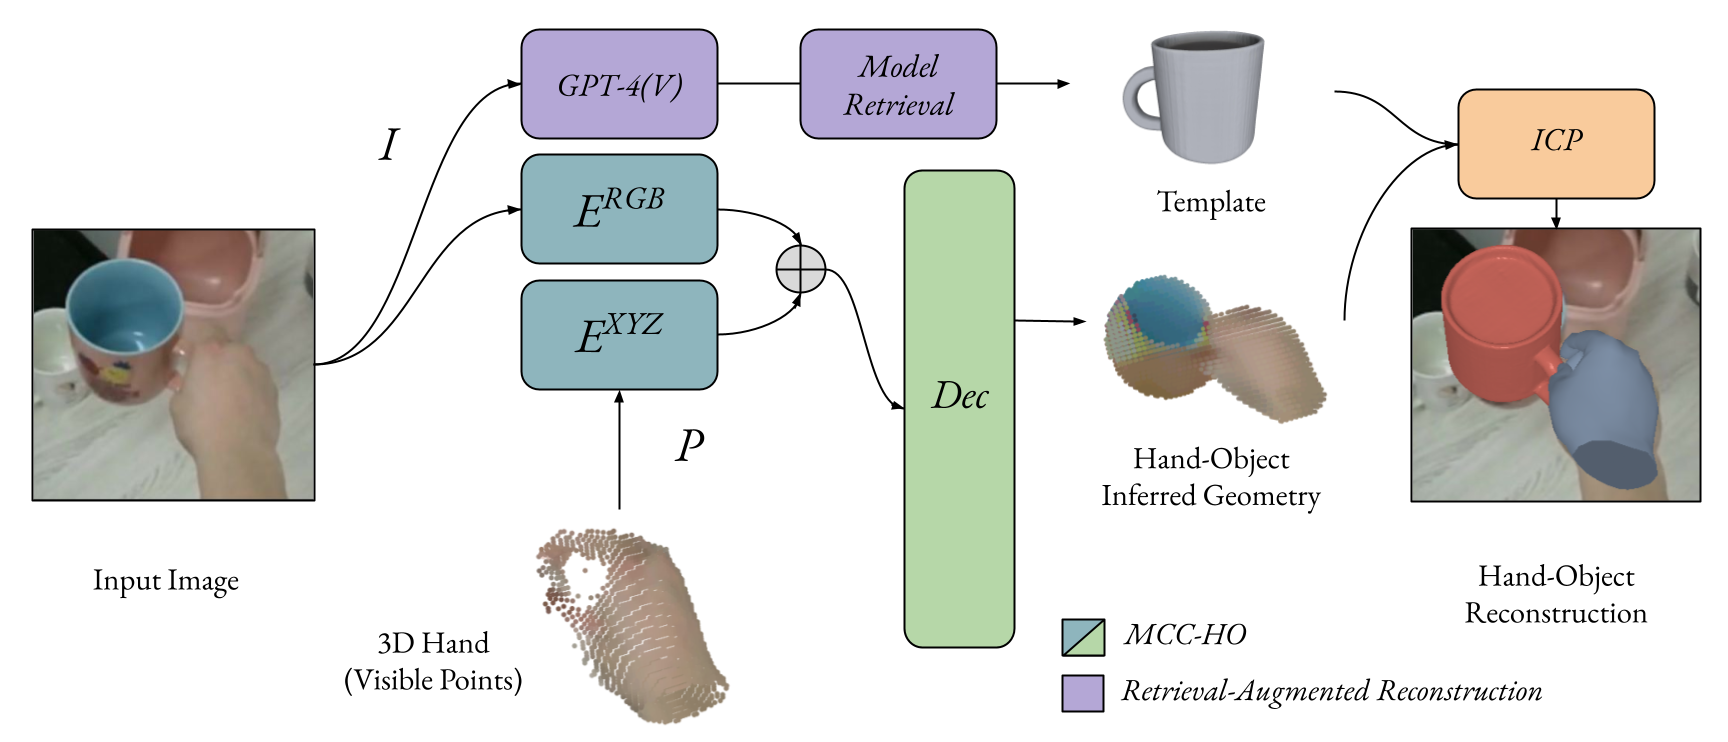 GPT-4(V)
Model
Retrieval
I
E^RGB
E^XYZ
P
Dec
Template
ICP
Input Image
3D Hand
(Visible Points)
Hand-Object
Inferred Geometry
Hand-Object
Reconstruction
MCC-HO
Retrieval-Augmented Reconstruction